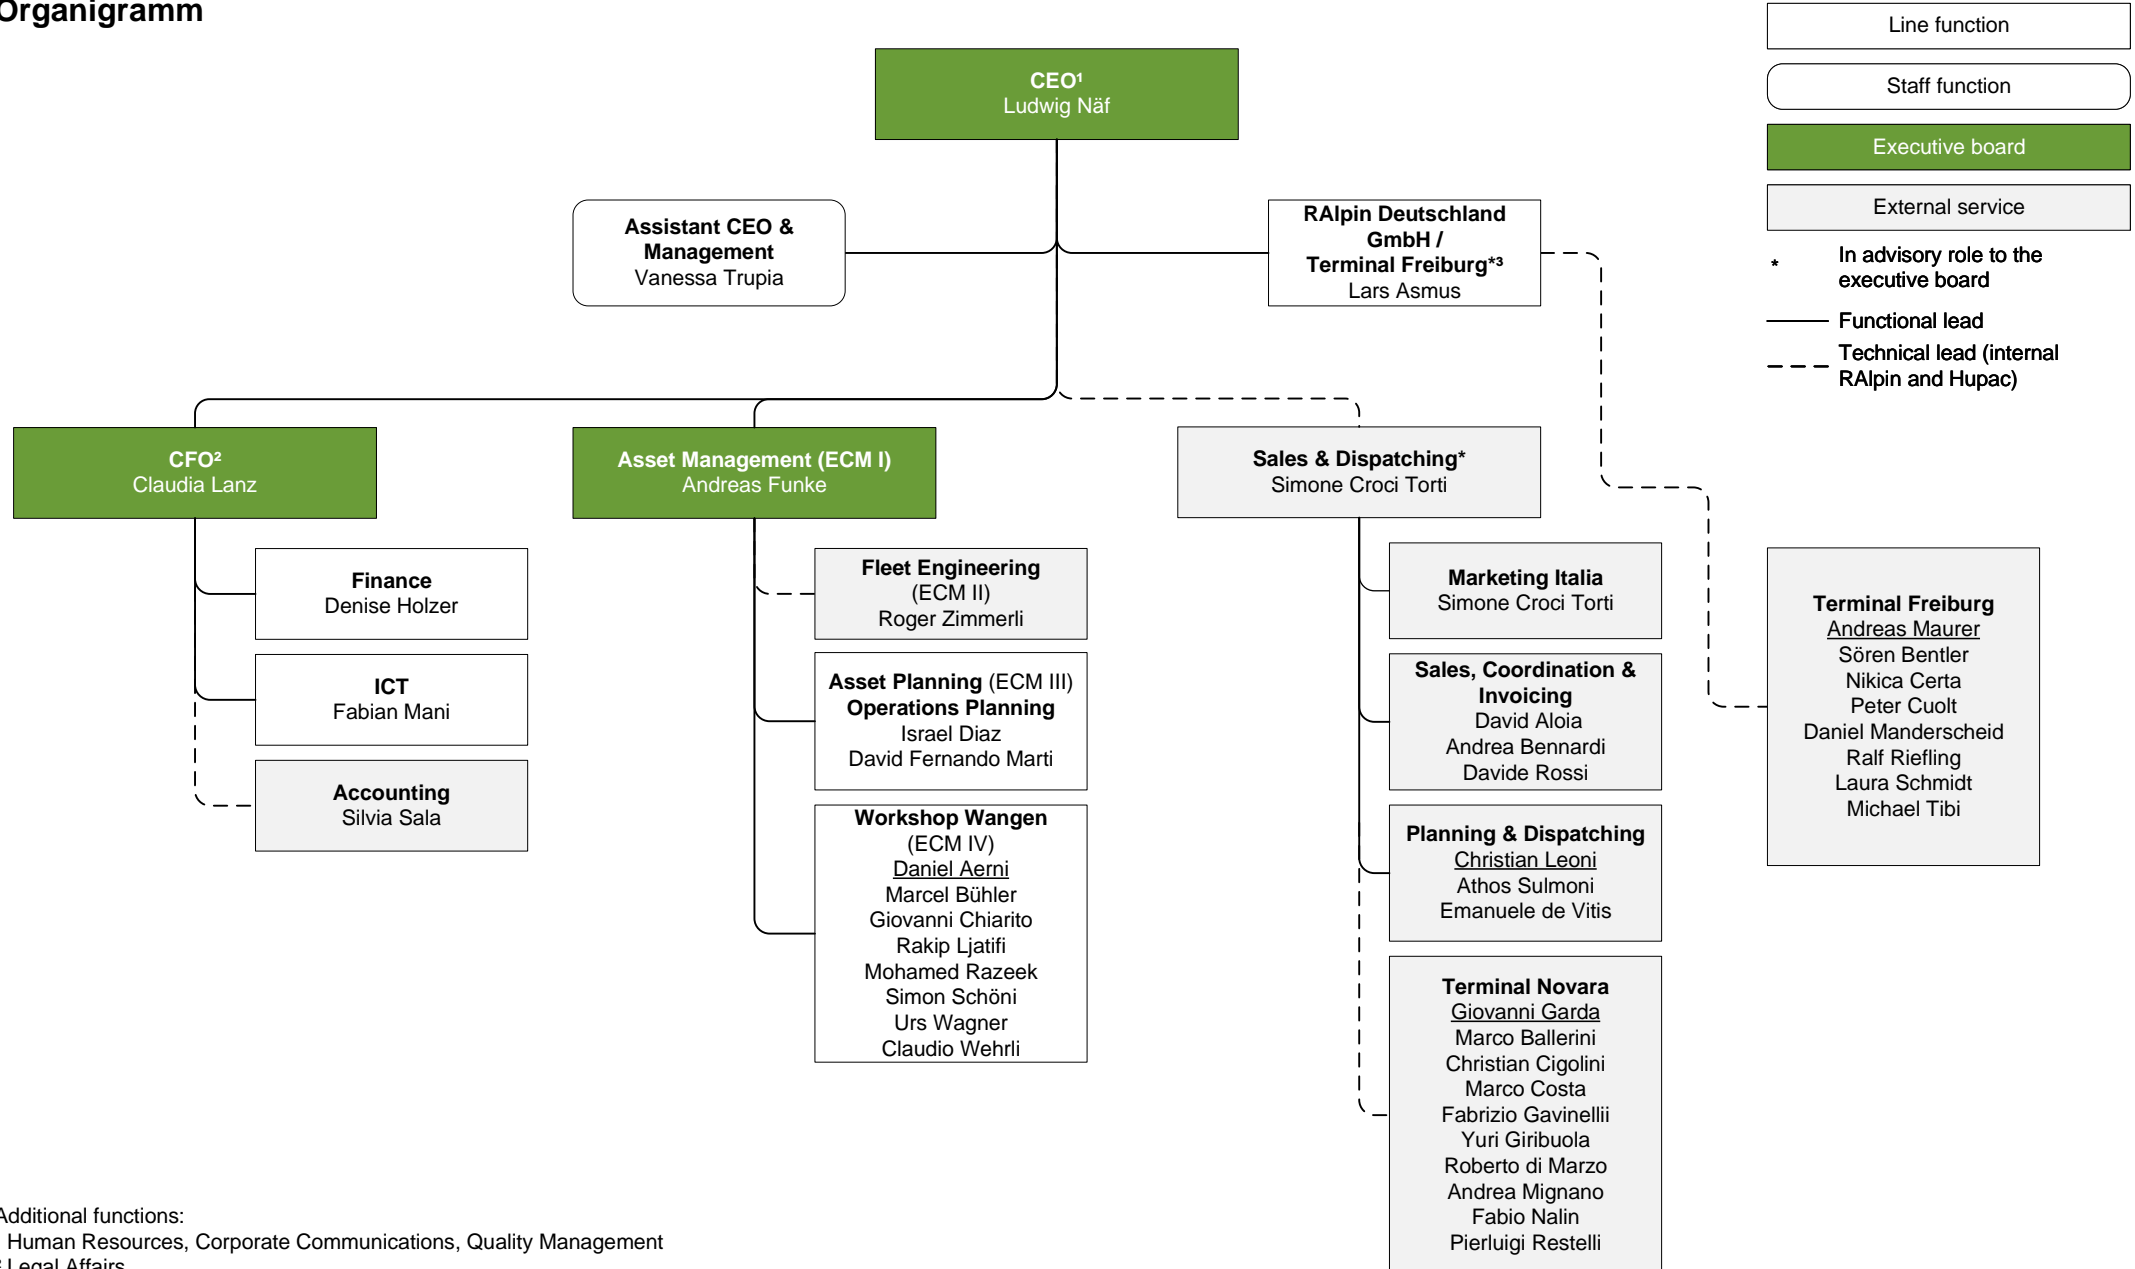 Organigramm
Line function
Staff function
Executive board
External service
* In advisory role to the
executive board
Functional lead
Technical lead (internal
RAlpin and Hupac)
CEO¹
Ludwig Näf
Assistant CEO &
Management
Vanessa Trupia
RAlpin Deutschland
GmbH /
Terminal Freiburg*³
Lars Asmus
CFO²
Claudia Lanz
Asset Management (ECM I)
Andreas Funke
Sales & Dispatching*
Simone Croci Torti
Finance
Denise Holzer
ICT
Fabian Mani
Accounting
Silvia Sala
Fleet Engineering
(ECM II)
Roger Zimmerli
Asset Planning (ECM III)
Operations Planning
Israel Diaz
David Fernando Marti
Workshop Wangen
(ECM IV)
Daniel Aerni
Marcel Bühler
Giovanni Chiarito
Rakip Ljatifi
Mohamed Razeek
Simon Schöni
Urs Wagner
Claudio Wehrli
Marketing Italia
Simone Croci Torti
Sales, Coordination &
Invoicing
David Aloia
Andrea Bennardi
Davide Rossi
Planning & Dispatching
Christian Leoni
Athos Sulmoni
Emanuele de Vitis
Terminal Novara
Giovanni Garda
Marco Ballerini
Christian Cigolini
Marco Costa
Fabrizio Gavinellii
Yuri Giribuola
Roberto di Marzo
Andrea Mignano
Fabio Nalin
Pierluigi Restelli
Terminal Freiburg
Andreas Maurer
Sören Bentler
Nikica Certa
Peter Cuolt
Daniel Manderscheid
Ralf Riefling
Laura Schmidt
Michael Tibi
Additional functions:
Human Resources, Corporate Communications, Quality Management
² Legal Affairs